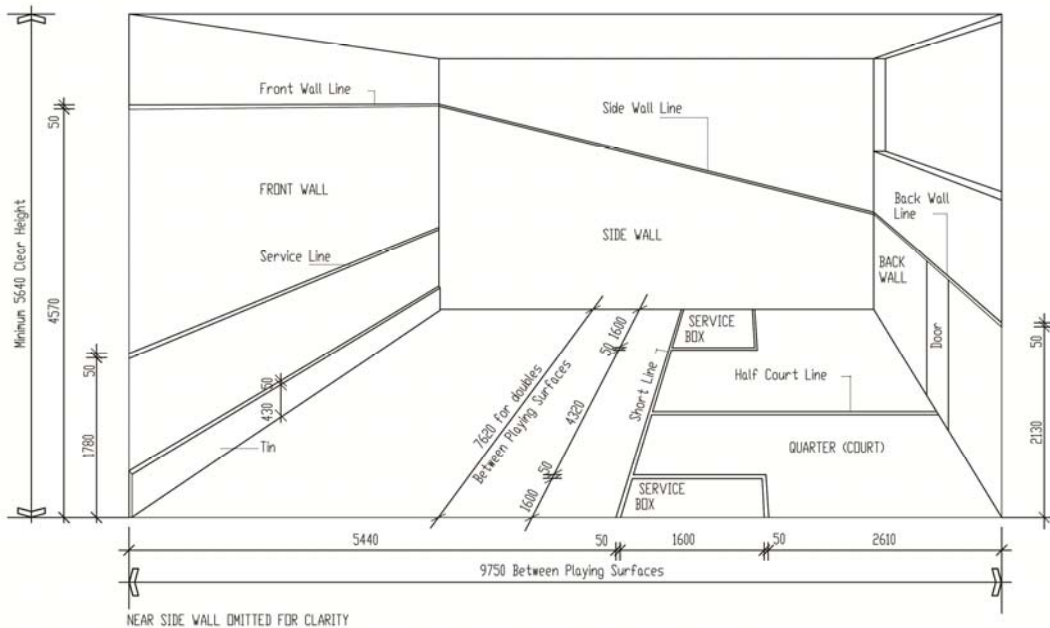 Front Wall Line
Side Wall Line
50
Minimum 5640 Clear Height
FRONT WALL
Back Wall
Line
SIDE WALL
Service Line
BACK
WALL
4570
SERVICE
BOX
1600
50
50
Door
50
Half Court Line
Short Line
7620 for doubles
Between Playing Surfaces
4320
50
430
1780
Tin
QUARTER (COURT)
2130
50
1600
SERVICE
BOX
5440
50
1600
50
2610
9750 Between Playing Surfaces
NEAR SIDE WALL OMITTED FOR CLARITY